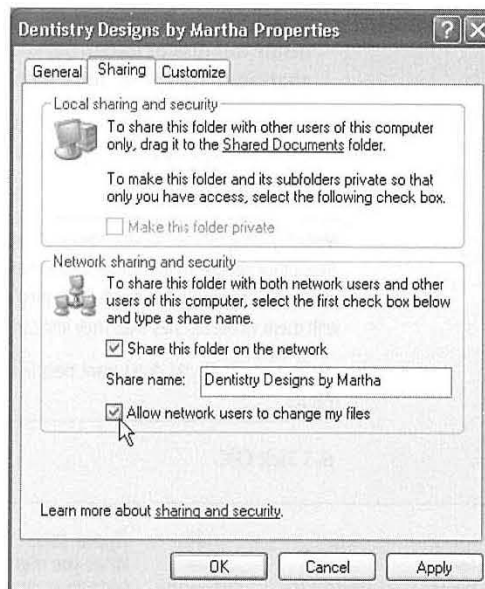 Dentistry Designs by Martha Properties
General Sharing Customize
Local sharing and security
To share this folder with other users of this computer
only, drag it to the Shared Documents folder.
To make this folder and its subfolders private so that
only you have access, select the following check box.
Make this folder private
Network sharing and security
To share this folder with both network users and other
users of this computer, select the first check box below
and type a share name.
Share this folder on the network
Share name: Dentistry Designs by Martha
Allow network users to change my files
Learn more about sharing and security.
OK Cancel Apply